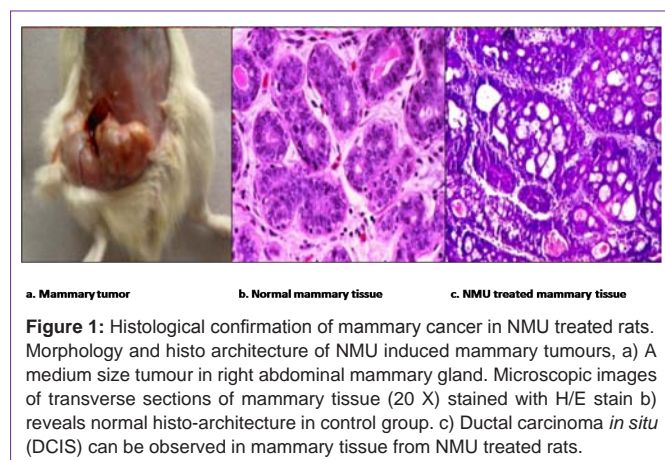 a. Mammary tumor b. Normal mammary tissue c. NMU treated mammary tissue
Figure 1: Histological confirmation of mammary cancer in NMU treated rats.
Morphology and histo architecture of NMU induced mammary tumours, a) A
medium size tumour in right abdominal mammary gland. Microscopic images
of transverse sections of mammary tissue (20 X) stained with H/E stain b)
reveals normal histo-architecture in control group. c) Ductal carcinoma in situ
(DCIS) can be observed in mammary tissue from NMU treated rats.